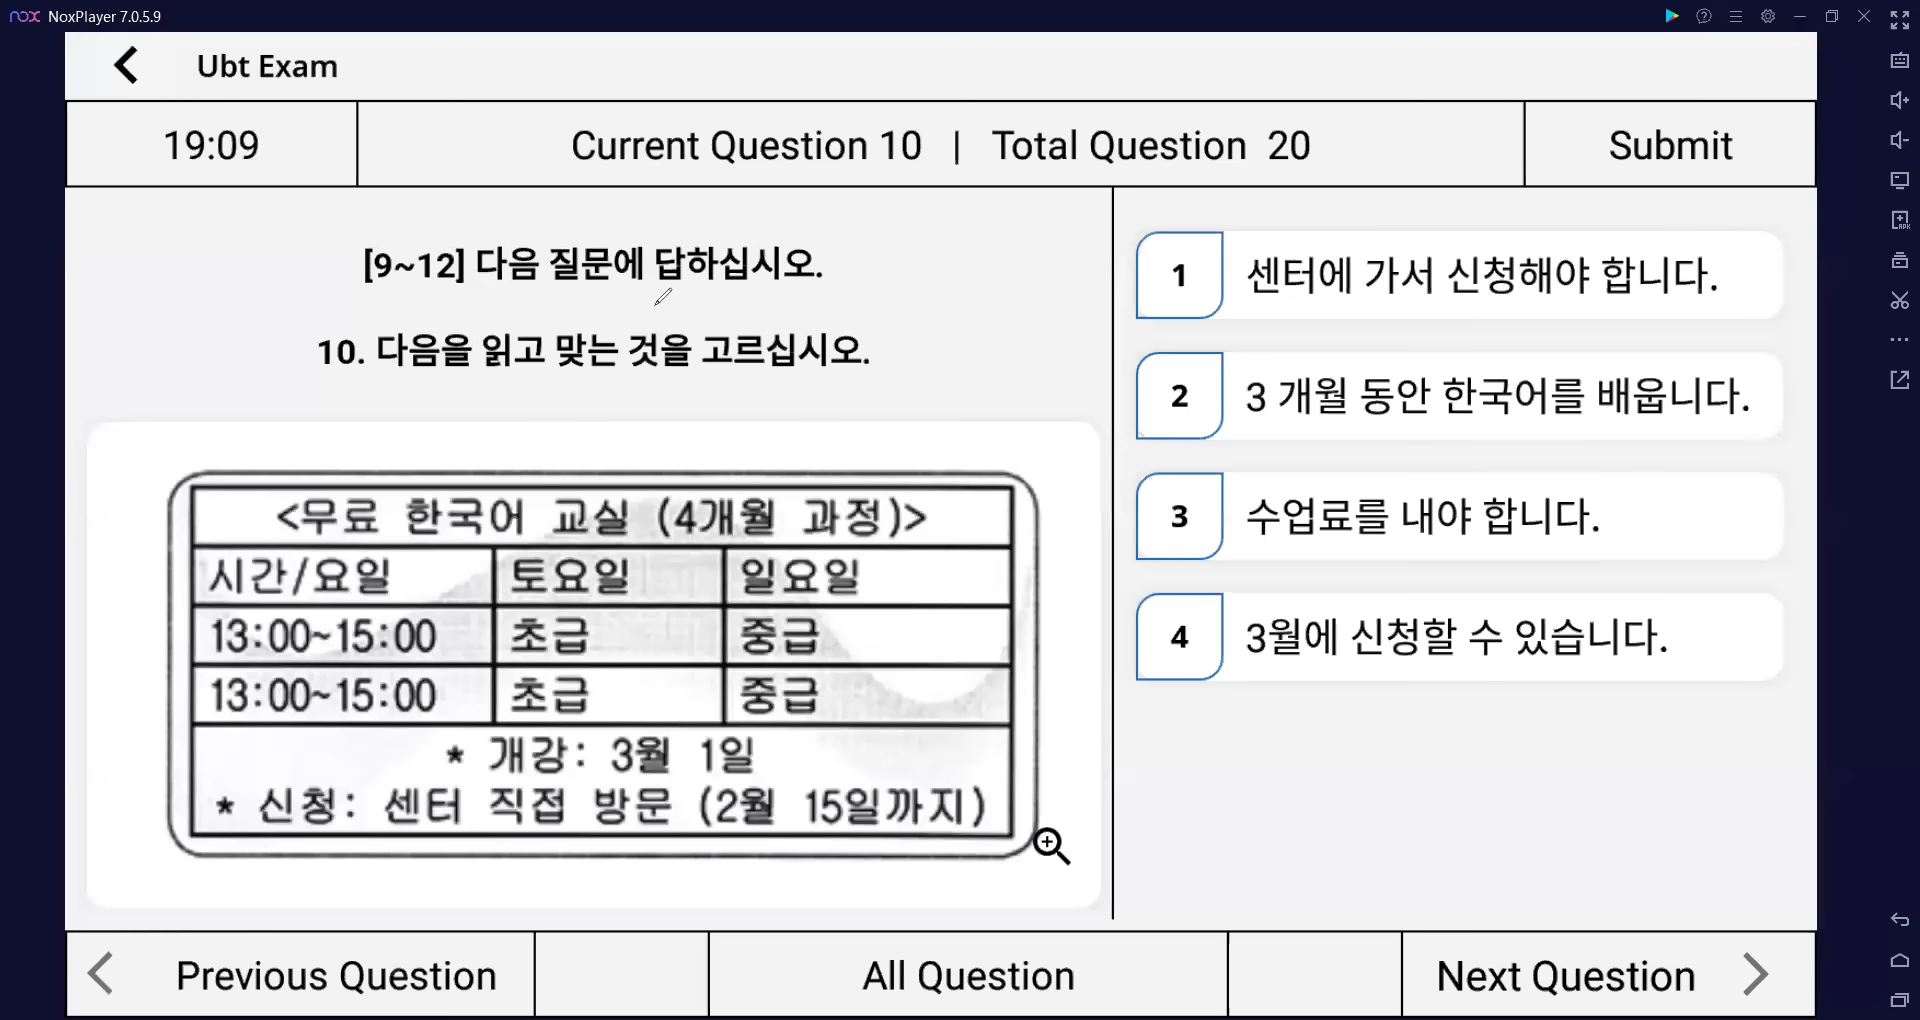 nox NoxPlayer 7.0.5.9
Ubt Exam
19:09
Current Question 10 | Total Question 20
Submit
[9~12] 다음 질문에 답하십시오.
10. 다음을 읽고 맞는 것을 고르십시오.
<무료 한국어 교실 (4개월 과정)>
시간/요일 토요일 일요일
13:00~15:00 초급 중급
13:00~15:00 초급 중급
* 개강: 3월 1일
* 신청: 센터 직접 방문 (2월 15일까지)
1 센터에 가서 신청해야 합니다.
2 3 개월 동안 한국어를 배웁니다.
3 수업료를 내야 합니다.
4 3월에 신청할 수 있습니다.
Previous Question
All Question
Next Question